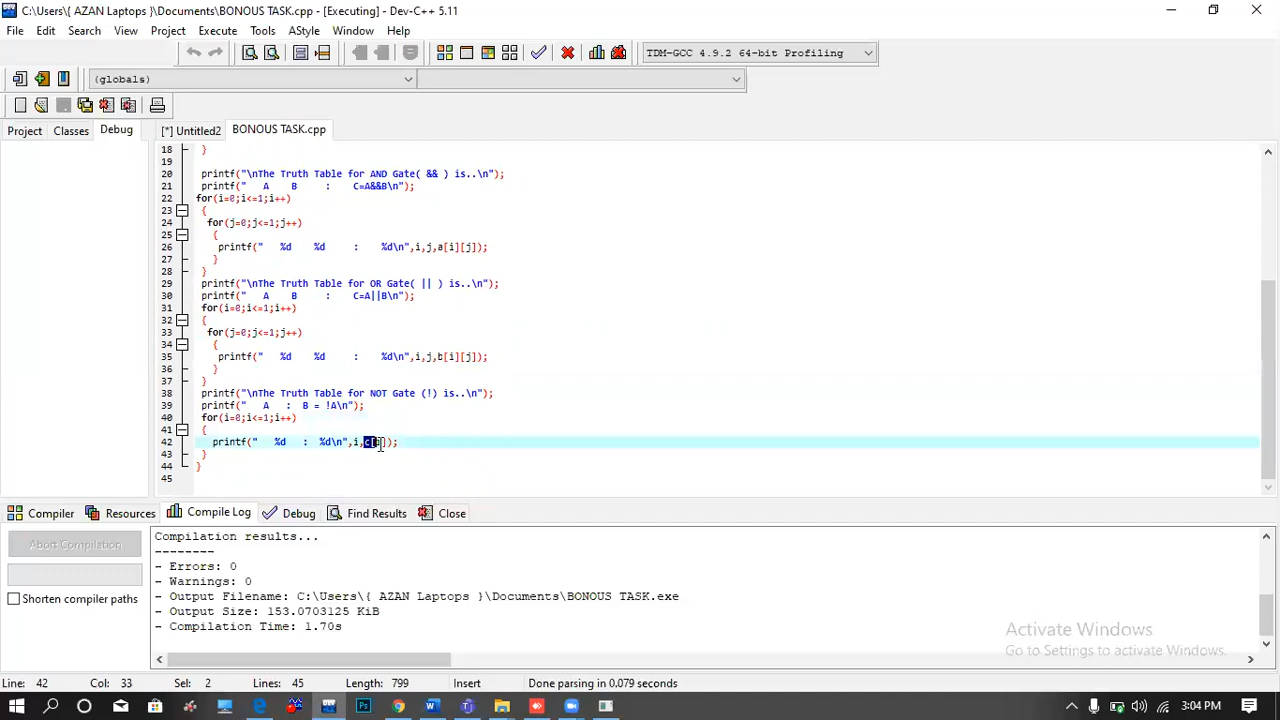 C:\Users\{ AZAN Laptops }\Documents\BONOUS TASK.cpp - [Executing] - Dev-C++ 5.11
File Edit Search View Project Execute Tools AStyle Window Help
TDM-GCC 4.9.2 64-bit Profiling
(globals)
Project Classes Debug [*] Untitled2 BONOUS TASK.cpp
18 }
19
20 printf("\nThe Truth Table for AND Gate( && ) is..\n");
21 printf(" A B : C=A&&B\n");
22 for(i=0;i<=1;i++)
23 {
24 for(j=0;j<=1;j++)
25 {
26 printf(" %d %d : %d\n",i,j,a[i][j]);
27 }
28 }
29 printf("\nThe Truth Table for OR Gate( || ) is..\n");
30 printf(" A B : C=A||B\n");
31 for(i=0;i<=1;i++)
32 {
33 for(j=0;j<=1;j++)
34 {
35 printf(" %d %d : %d\n",i,j,b[i][j]);
36 }
37 }
38 printf("\nThe Truth Table for NOT Gate (!) is..\n");
39 printf(" A : B = !A\n");
40 for(i=0;i<=1;i++)
41 {
42 printf(" %d : %d\n",i,c[i]);
43 }
44 }
45
Compiler Resources Compile Log Debug Find Results Close
Abort Compilation
Shorten compiler paths
Compilation results...
--------
- Errors: 0
- Warnings: 0
- Output Filename: C:\Users\{ AZAN Laptops }\Documents\BONOUS TASK.exe
- Output Size: 153.0703125 KiB
- Compilation Time: 1.70s
Activate Windows
Go to Settings to activate Windows.
Line: 42 Col: 33 Sel: 2 Lines: 45 Length: 799 Insert Done parsing in 0.079 seconds
3:04 PM